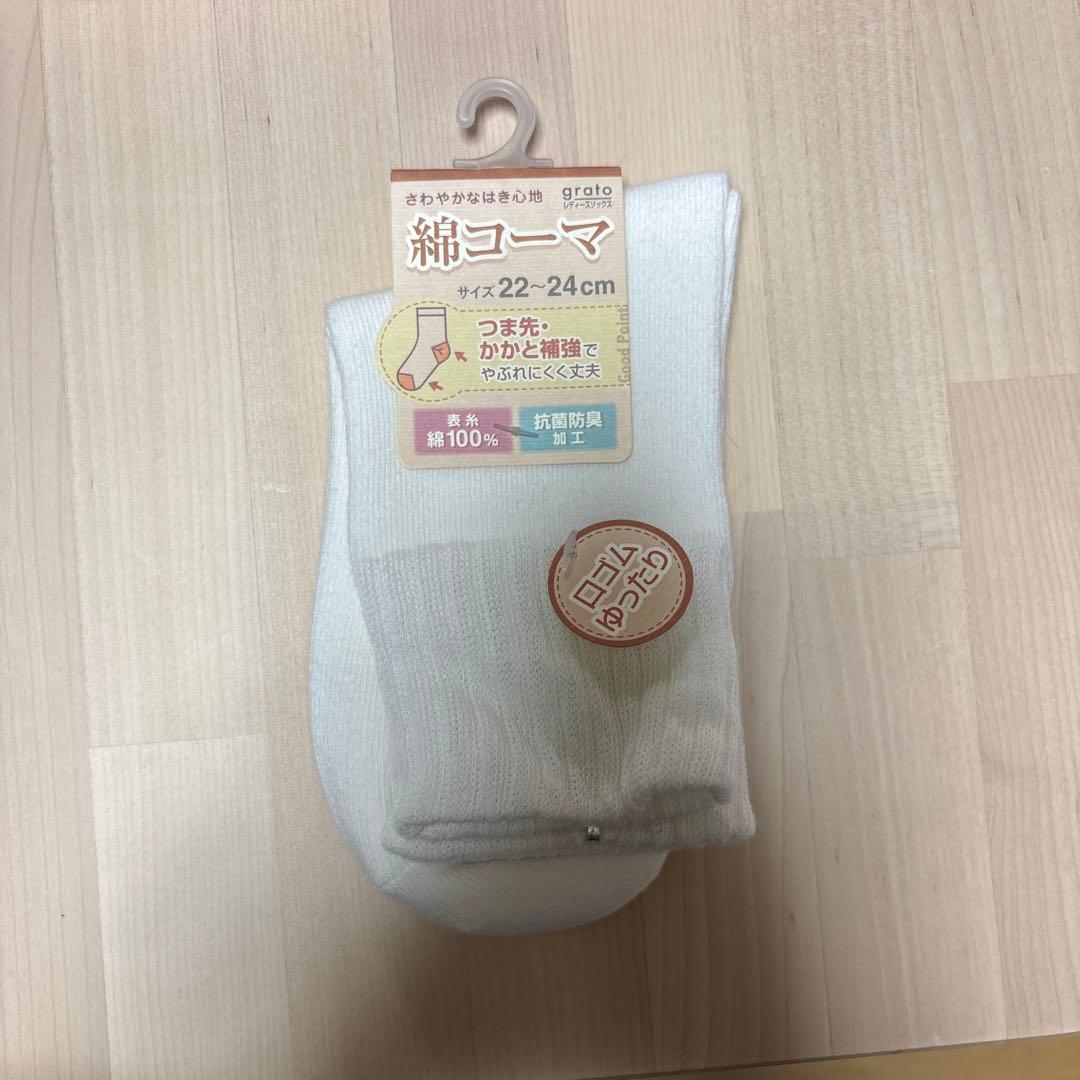 さわやかなはき心地
grato
レディースソックス
綿コーマ
サイズ 22～24cm
つま先・
かかと補強で
やぶれにくく丈夫
Good Point!
表糸
綿100%
抗菌防臭
加工
口ゴム
ゆったり